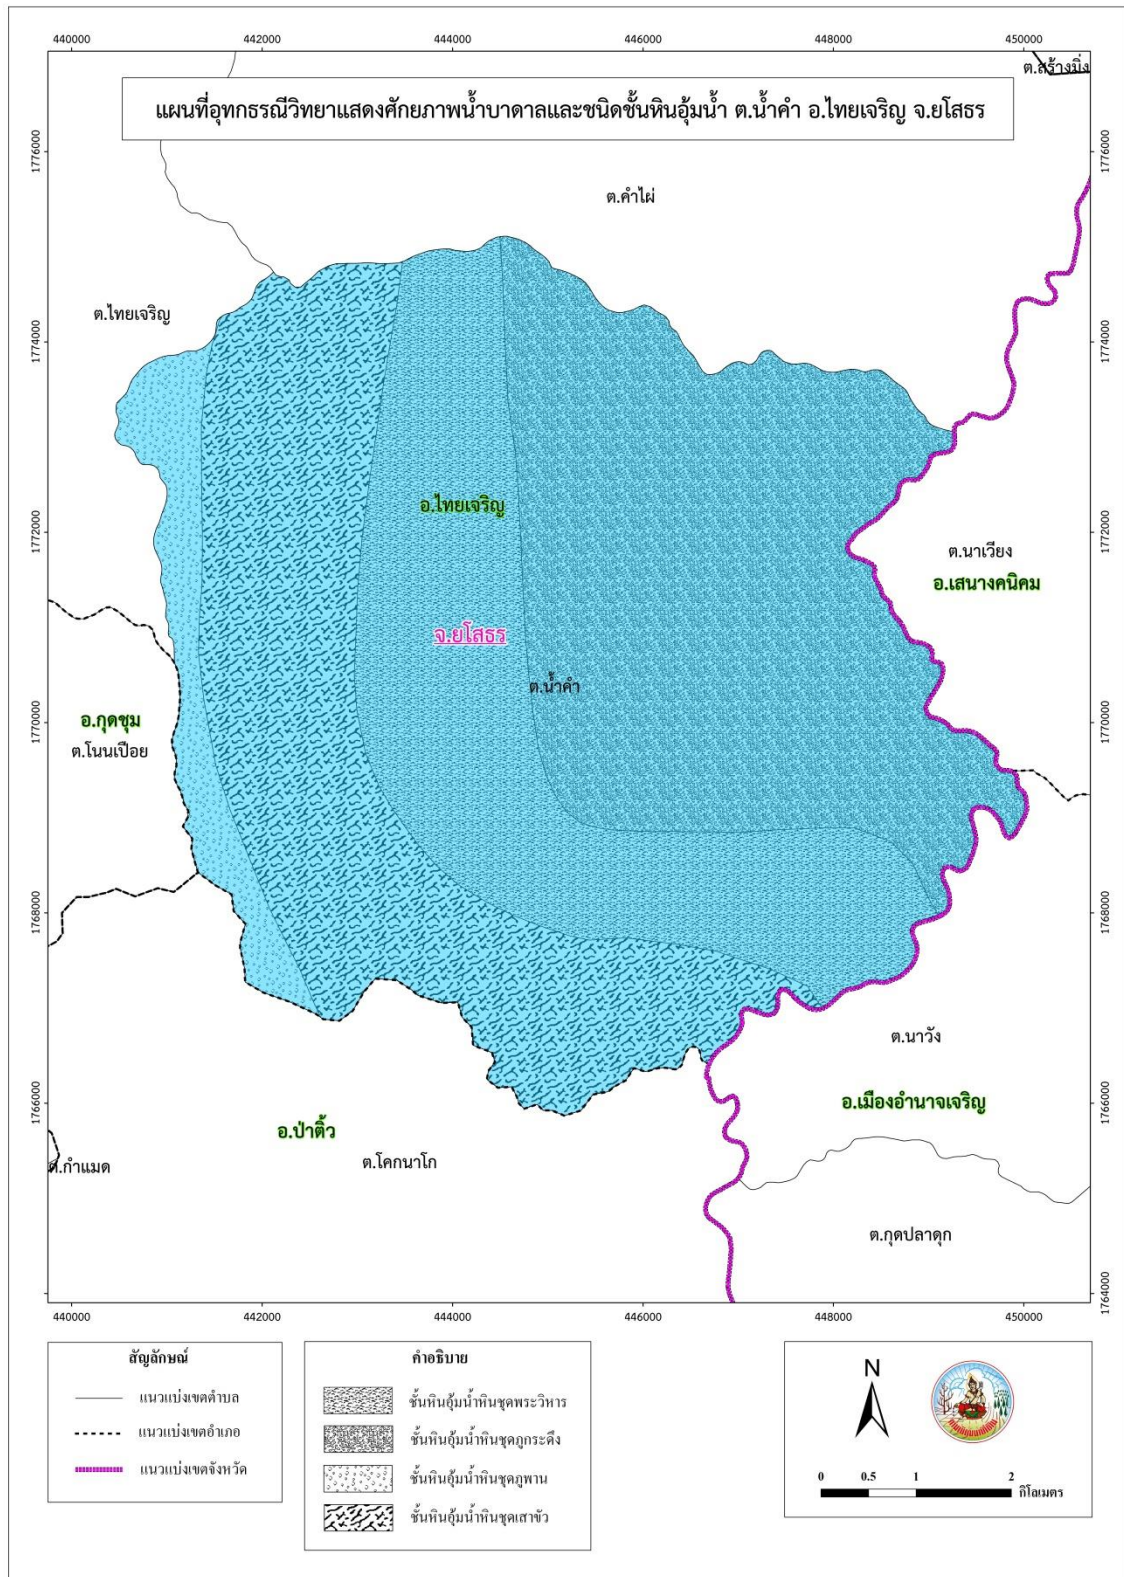 440000 442000 444000 446000 448000 450000
ต.สร้างมิ่ง
แผนที่อุทกธรณีวิทยาแสดงศักยภาพน้ำบาดาลและชนิดชั้นหินอุ้มน้ำ ต.น้ำคำ อ.ไทยเจริญ จ.ยโสธร
1776000 1776000
ต.คำไผ่
ต.ไทยเจริญ
1774000 1774000
อ.ไทยเจริญ
1772000 1772000
ต.นาเวียง
อ.เสนางคนิคม
จ.ยโสธร
ต.น้ำคำ
อ.กุดชุม
1770000 1770000
ต.โนนเปือย
1768000 1768000
ต.นาวัง
1766000 1766000
อ.เมืองอำนาจเจริญ
อ.ป่าติ้ว
ต.กำแมด
ต.โคกนาโก
ต.กุดปลาดุก
1764000
440000 442000 444000 446000 448000 450000
สัญลักษณ์
แนวแบ่งเขตตำบล
แนวแบ่งเขตอำเภอ
แนวแบ่งเขตจังหวัด
คำอธิบาย
ชั้นหินอุ้มน้ำหินชุดพระวิหาร
ชั้นหินอุ้มน้ำหินชุดภูกระดึง
ชั้นหินอุ้มน้ำหินชุดภูพาน
ชั้นหินอุ้มน้ำหินชุดเสาขัว
N
0 0.5 1 2
กิโลเมตร